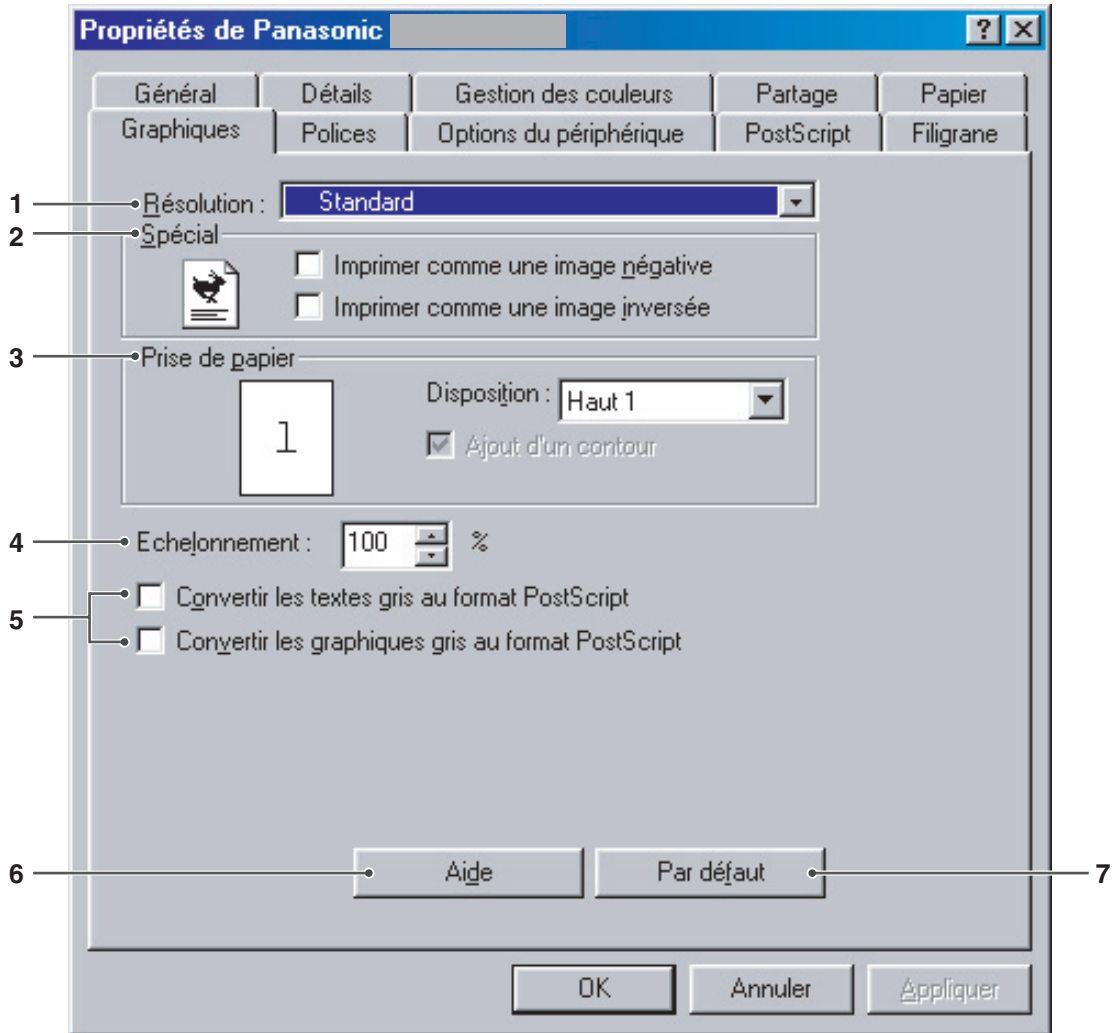 Propriétés de Panasonic
Général Détails Gestion des couleurs Partage Papier
Graphiques Polices Options du périphérique PostScript Filigrane
1 Résolution : Standard
2 Spécial
Imprimer comme une image négative
Imprimer comme une image inversée
3 Prise de papier
Disposition : Haut 1
1
Ajout d'un contour
4 Echelonnement : 100 %
5
Convertir les textes gris au format PostScript
Convertir les graphiques gris au format PostScript
6 Aide Par défaut 7
OK Annuler Appliquer